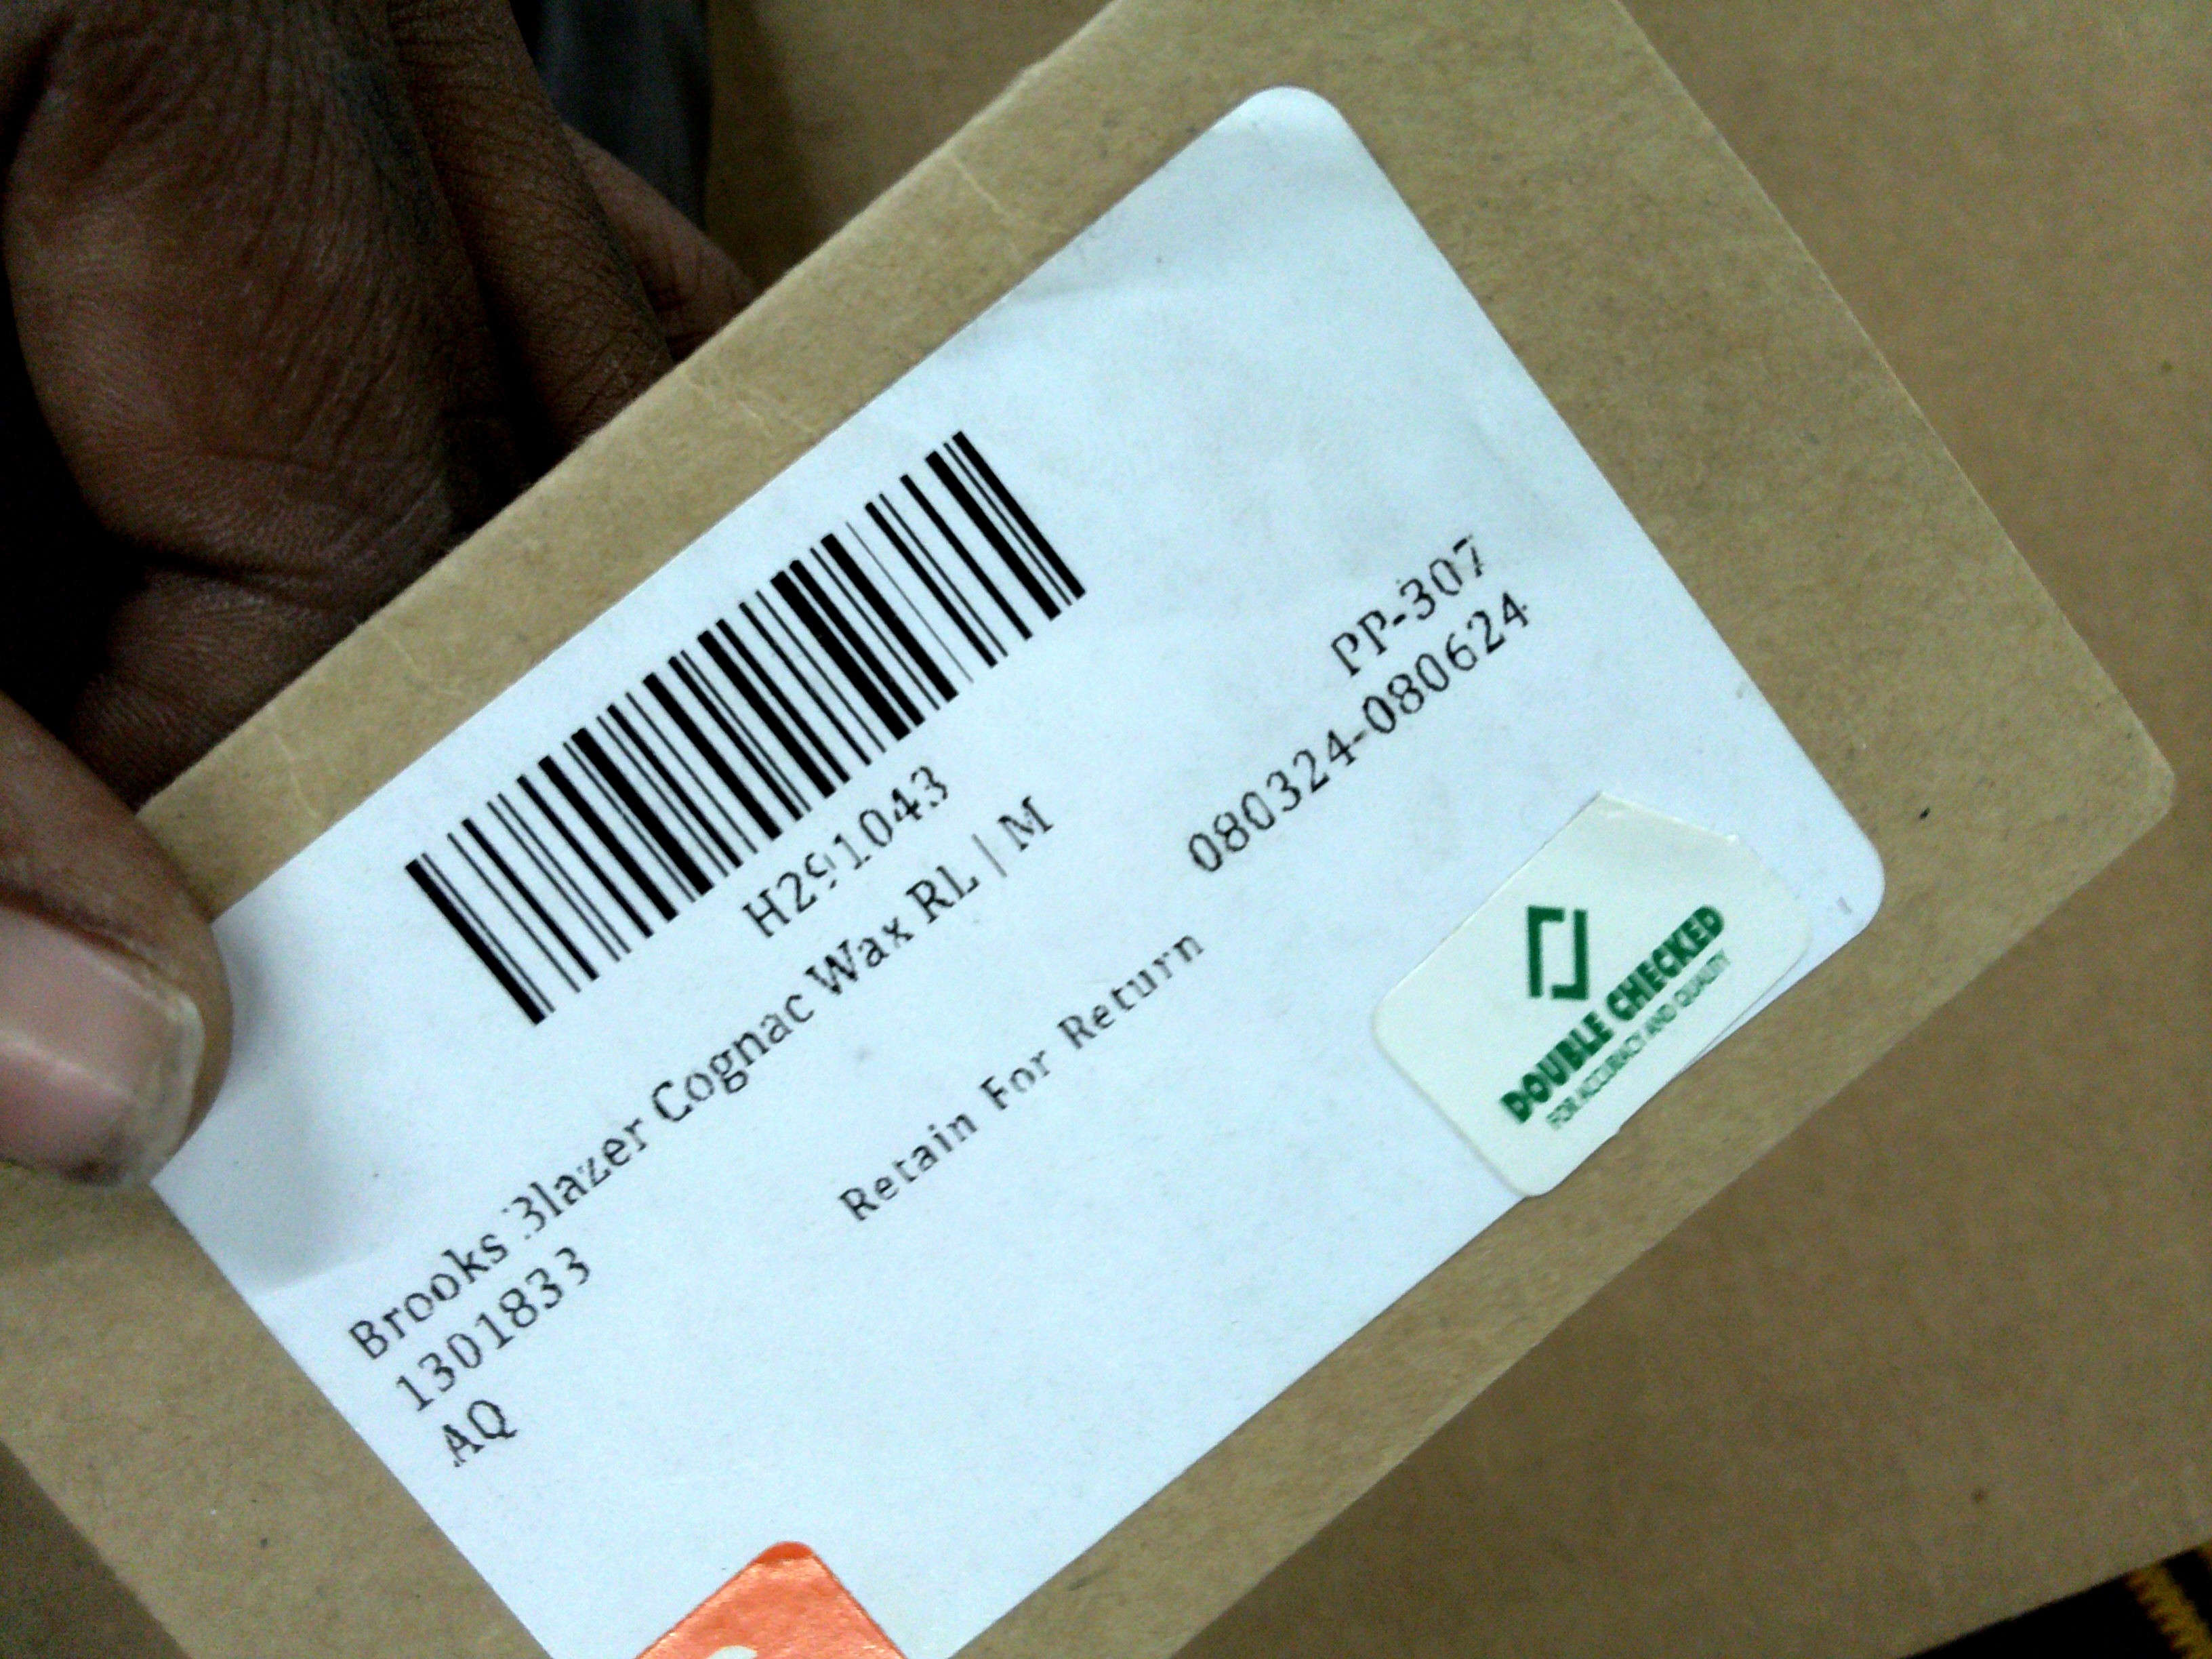 H291043
Brooks Blazer Cognac Wax RL | M
1301833
AQ
PP-307
080324-080624
Retain For Return
DOUBLE CHECKED
FOR ACCURACY AND QUALITY